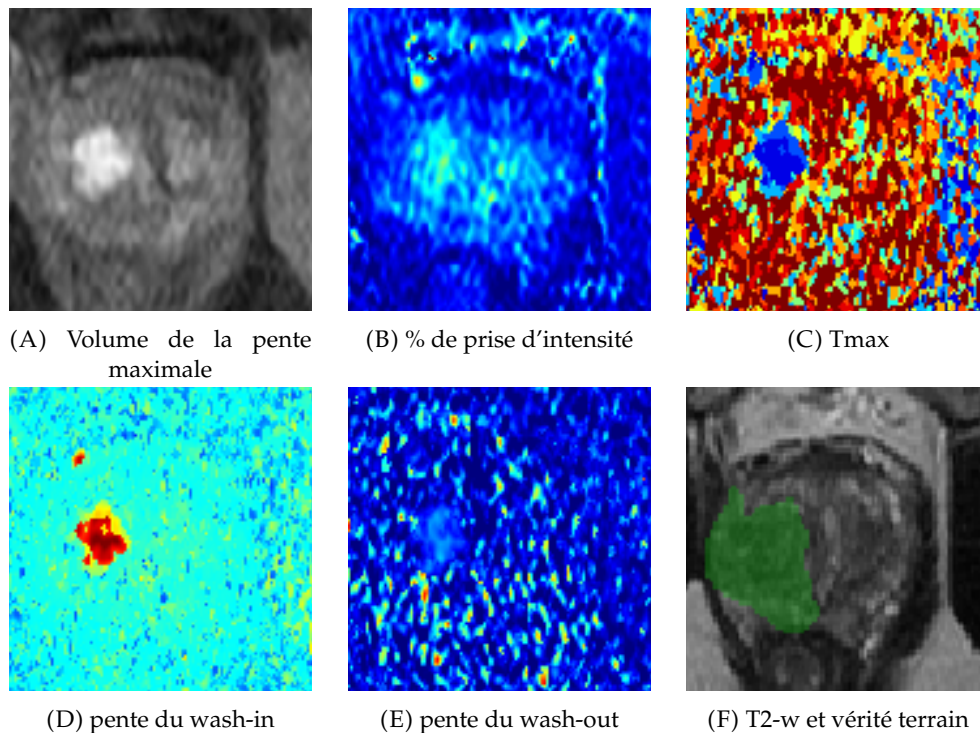 (A) Volume de la pente
maximale
(B) % de prise d'intensité
(C) Tmax
(D) pente du wash-in
(E) pente du wash-out
(F) T2-w et vérité terrain